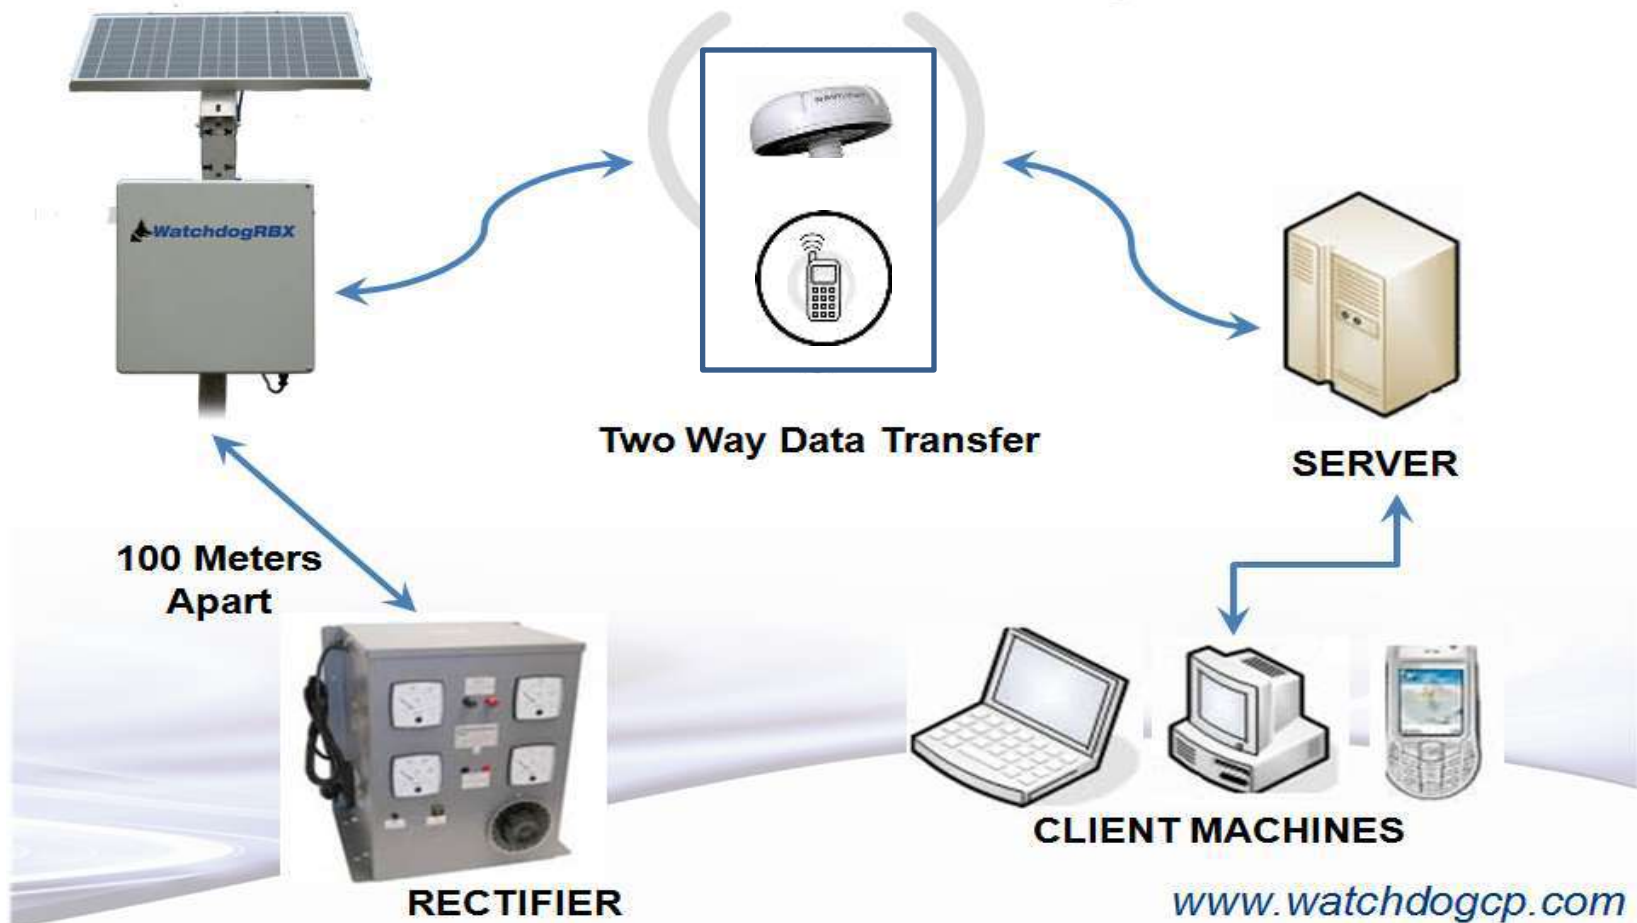 WatchdogRBX
Two Way Data Transfer
SERVER
100 Meters
Apart
CLIENT MACHINES
RECTIFIER
www.watchdogcp.com